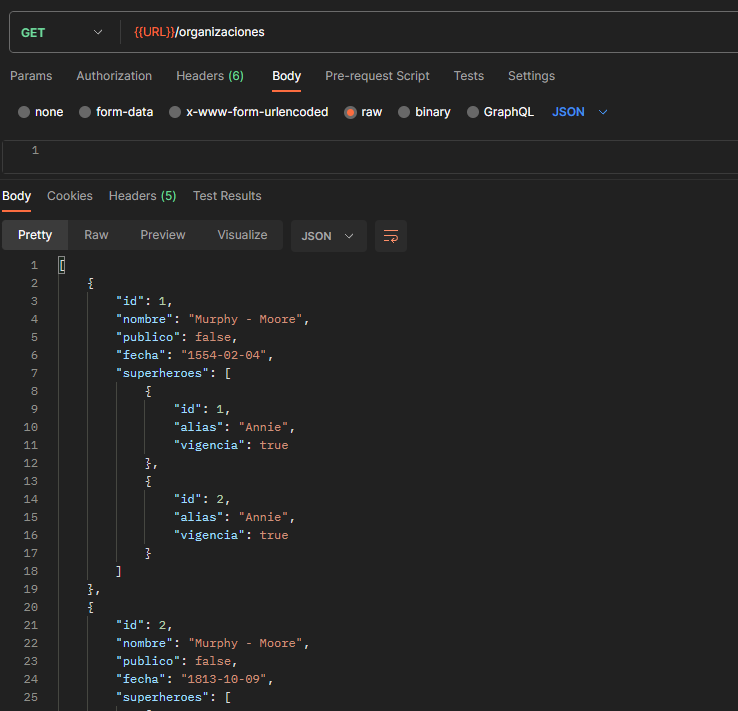 GET {{URL}}/organizaciones
Params Authorization Headers (6) Body Pre-request Script Tests Settings
none form-data x-www-form-urlencoded raw binary GraphQL JSON
1
Body Cookies Headers (5) Test Results
Pretty Raw Preview Visualize JSON
1 [
2 {
3 "id": 1,
4 "nombre": "Murphy - Moore",
5 "publico": false,
6 "fecha": "1554-02-04",
7 "superheroes": [
8 {
9 "id": 1,
10 "alias": "Annie",
11 "vigencia": true
12 },
13 {
14 "id": 2,
15 "alias": "Annie",
16 "vigencia": true
17 }
18 ]
19 },
20 {
21 "id": 2,
22 "nombre": "Murphy - Moore",
23 "publico": false,
24 "fecha": "1813-10-09",
25 "superheroes": [